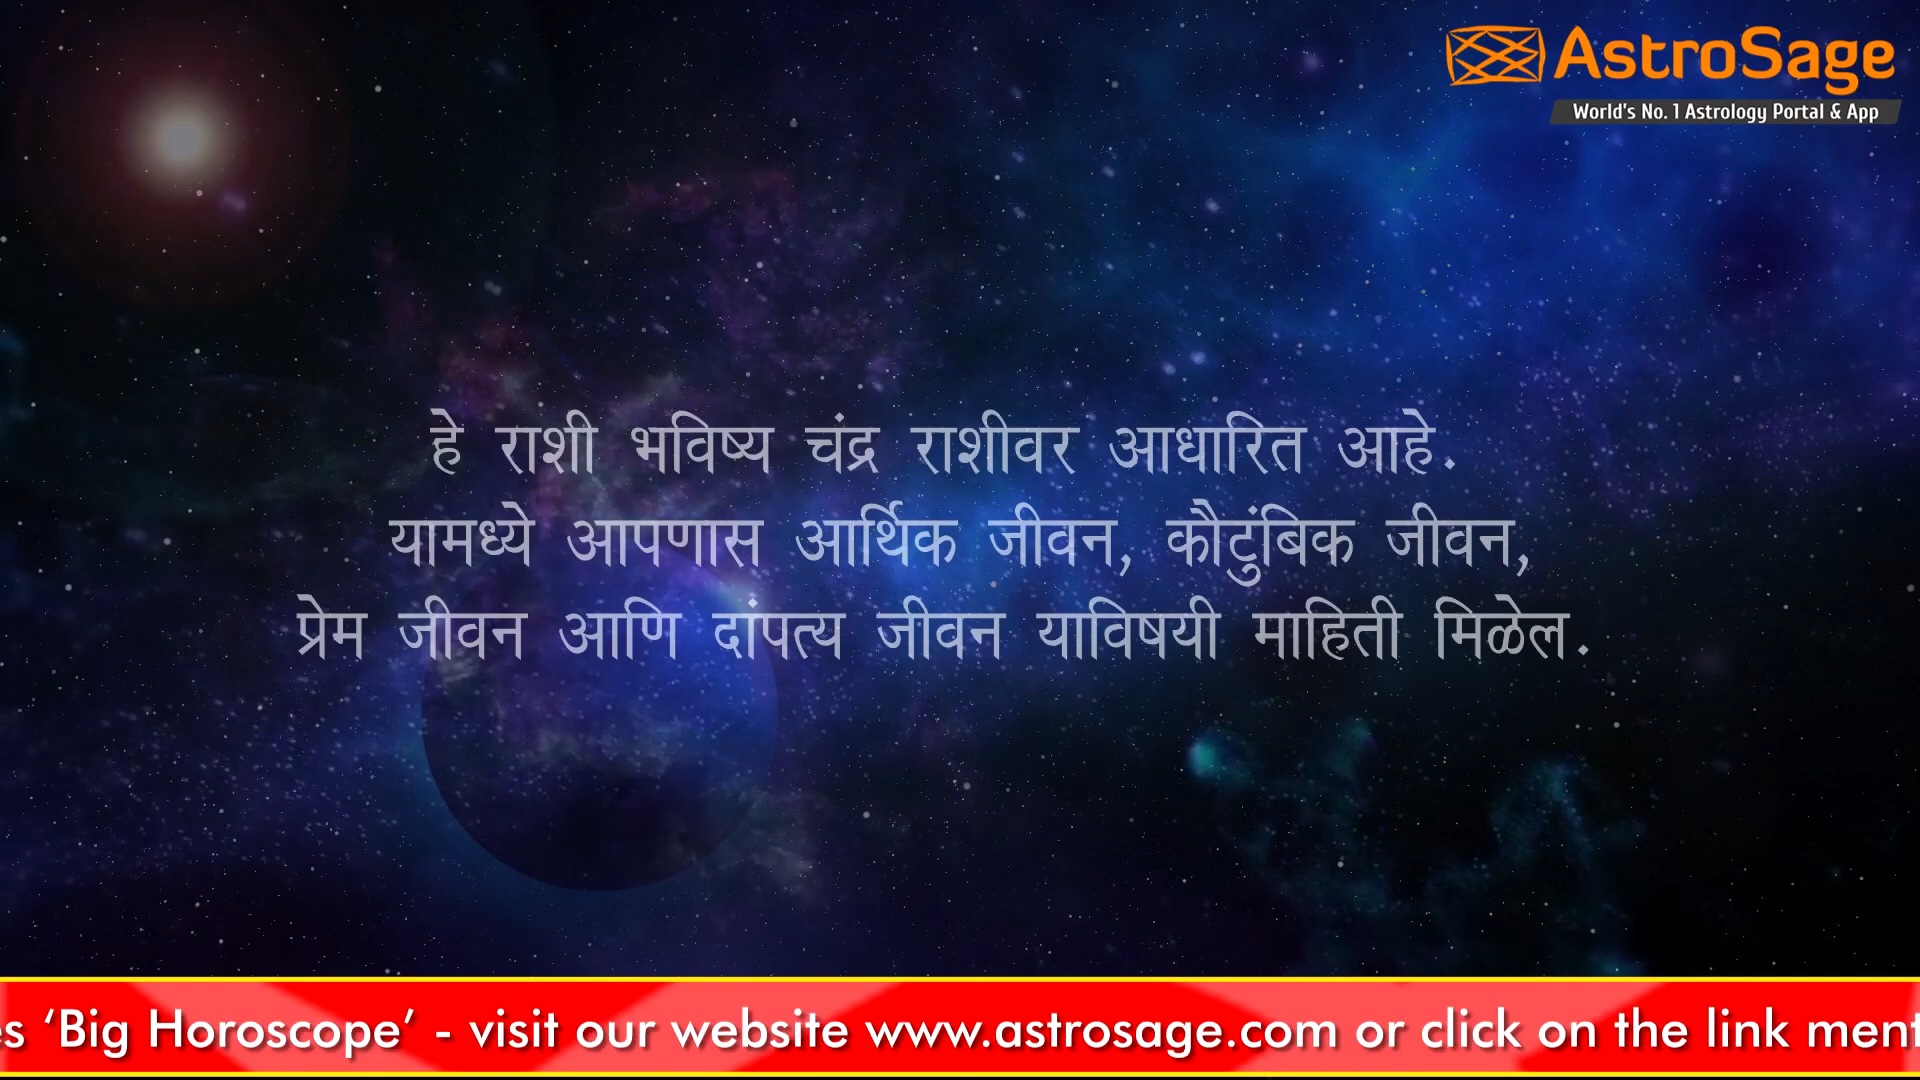 AstroSage
World's No. 1 Astrology Portal & App
हे राशी भविष्य चंद्र राशीवर आधारित आहे.
यामध्ये आपणास आर्थिक जीवन, कौटुंबिक जीवन,
प्रेम जीवन आणि दांपत्य जीवन याविषयी माहिती मिळेल.
‘Big Horoscope’ - visit our website www.astrosage.com or click on the link